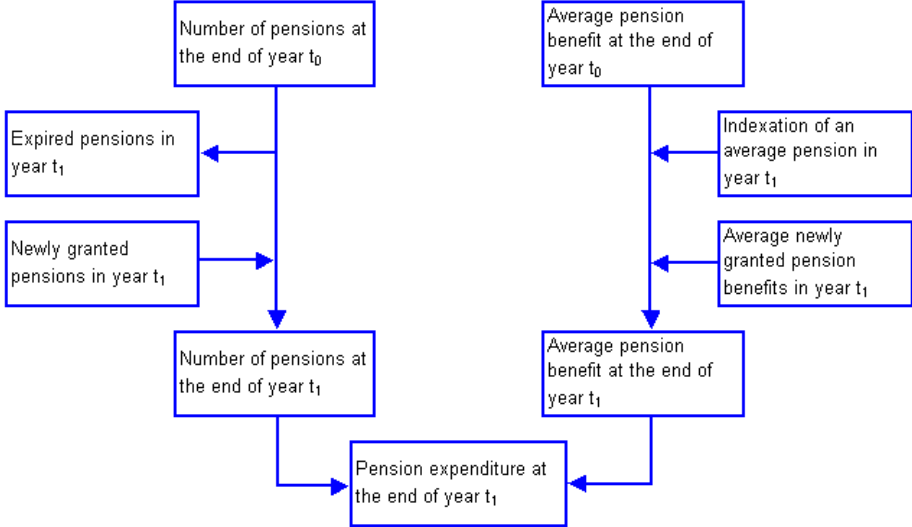 Number of pensions at
the end of year t₀
Average pension
benefit at the end of
year t₀
Expired pensions in
year t₁
Indexation of an
average pension in
year t₁
Newly granted
pensions in year t₁
Average newly
granted pension
benefits in year t₁
Number of pensions at
the end of year t₁
Average pension
benefit at the end of
year t₁
Pension expenditure at
the end of year t₁